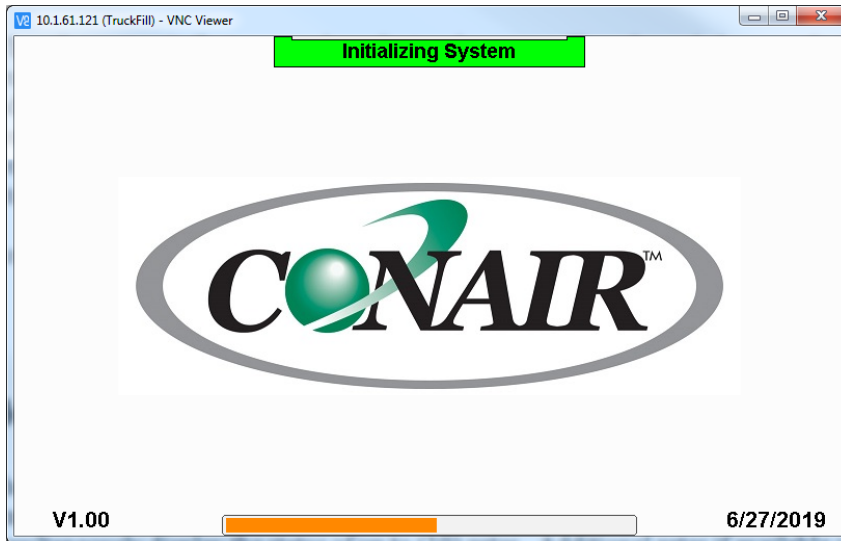 10.1.61.121 (TruckFill) - VNC Viewer
Initializing System
CONAIR™
V1.00
6/27/2019